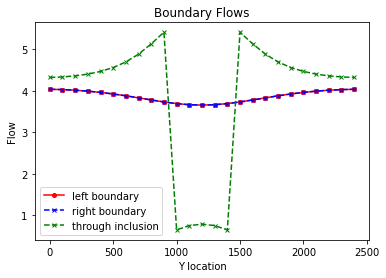 Boundary Flows
Flow
5
4
3
2
1
left boundary
right boundary
through inclusion
0
500
1000
1500
2000
2500
Y location